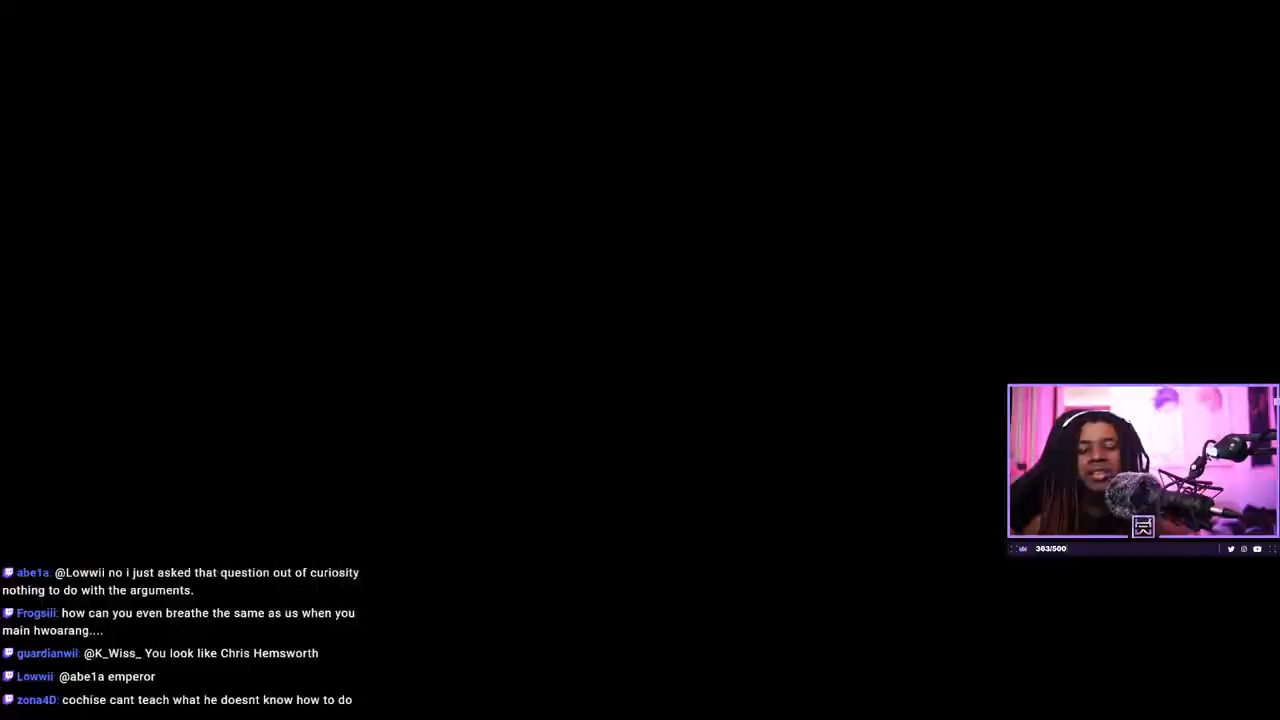 363/500
abe1a: @Lowwii no i just asked that question out of curiosity
nothing to do with the arguments.
Frogsiii: how can you even breathe the same as us when you
main hwoarang....
guardianwii: @K_Wiss_ You look like Chris Hemsworth
Lowwii @abe1a emperor
zona4D: cochise cant teach what he doesnt know how to do